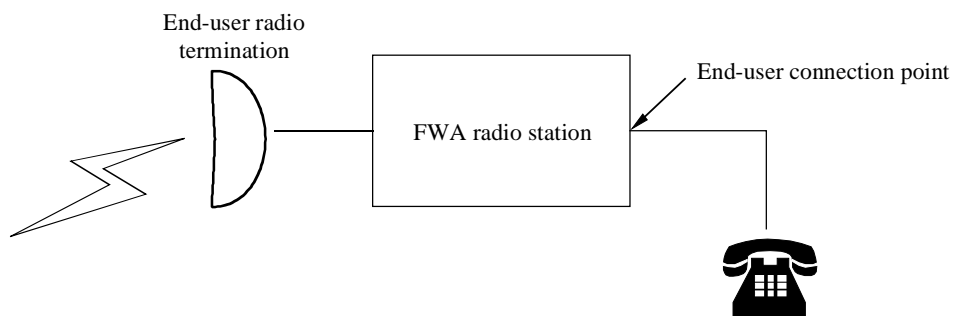 End-user radio
termination
End-user connection point
FWA radio station